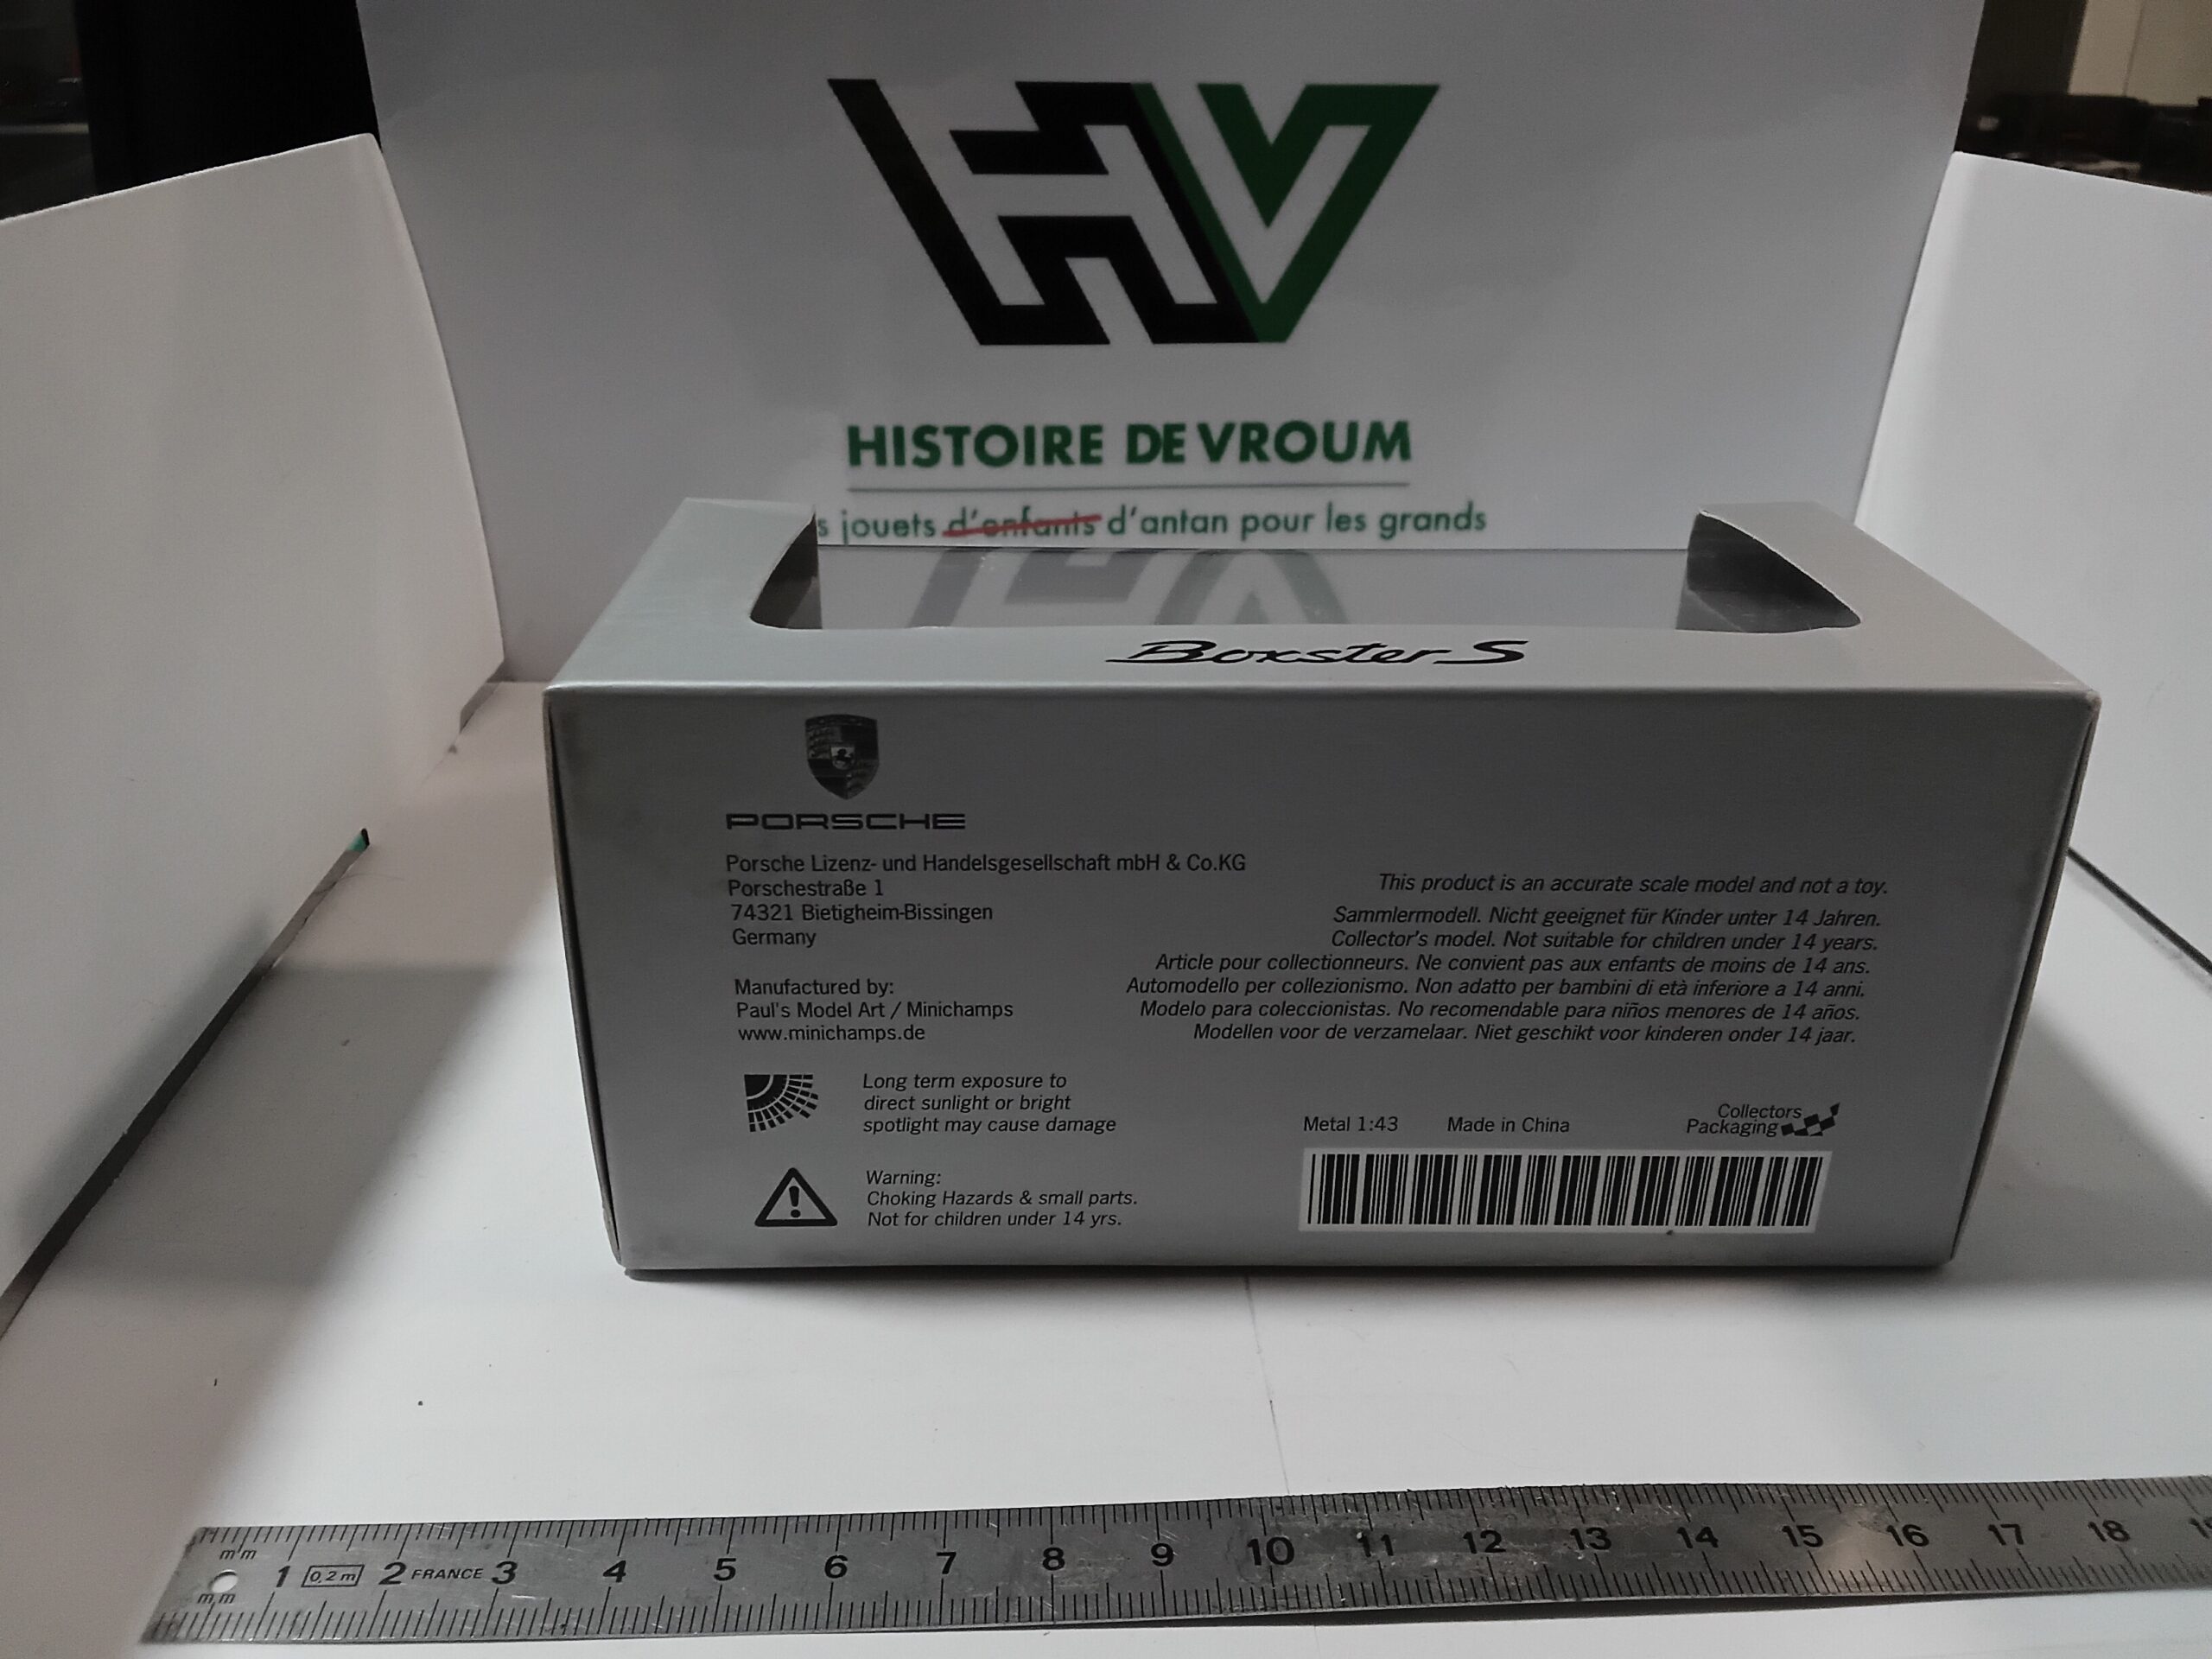 HV
HISTOIRE DE VROUM
jouets d'enfants d'antan pour les grands
Boxster S
PORSCHE
Porsche Lizenz- und Handelsgesellschaft mbH & Co.KG
Porschestraße 1
74321 Bietigheim-Bissingen
Germany
Manufactured by:
Paul's Model Art / Minichamps
www.minichamps.de
Long term exposure to
direct sunlight or bright
spotlight may cause damage
Warning:
Choking Hazards & small parts.
Not for children under 14 yrs.
This product is an accurate scale model and not a toy.
Sammlermodell. Nicht geeignet für Kinder unter 14 Jahren.
Collector's model. Not suitable for children under 14 years.
Article pour collectionneurs. Ne convient pas aux enfants de moins de 14 ans.
Automodello per collezionismo. Non adatto per bambini di età inferiore a 14 anni.
Modelo para coleccionistas. No recomendable para niños menores de 14 años.
Modellen voor de verzamelaar. Niet geschikt voor kinderen onder 14 jaar.
Metal 1:43 Made in China
Collectors
Packaging
mm
1 0,2 m 2 FRANCE 3 4 5 6 7 8 9 10 11 12 13 14 15 16 17 18
mm